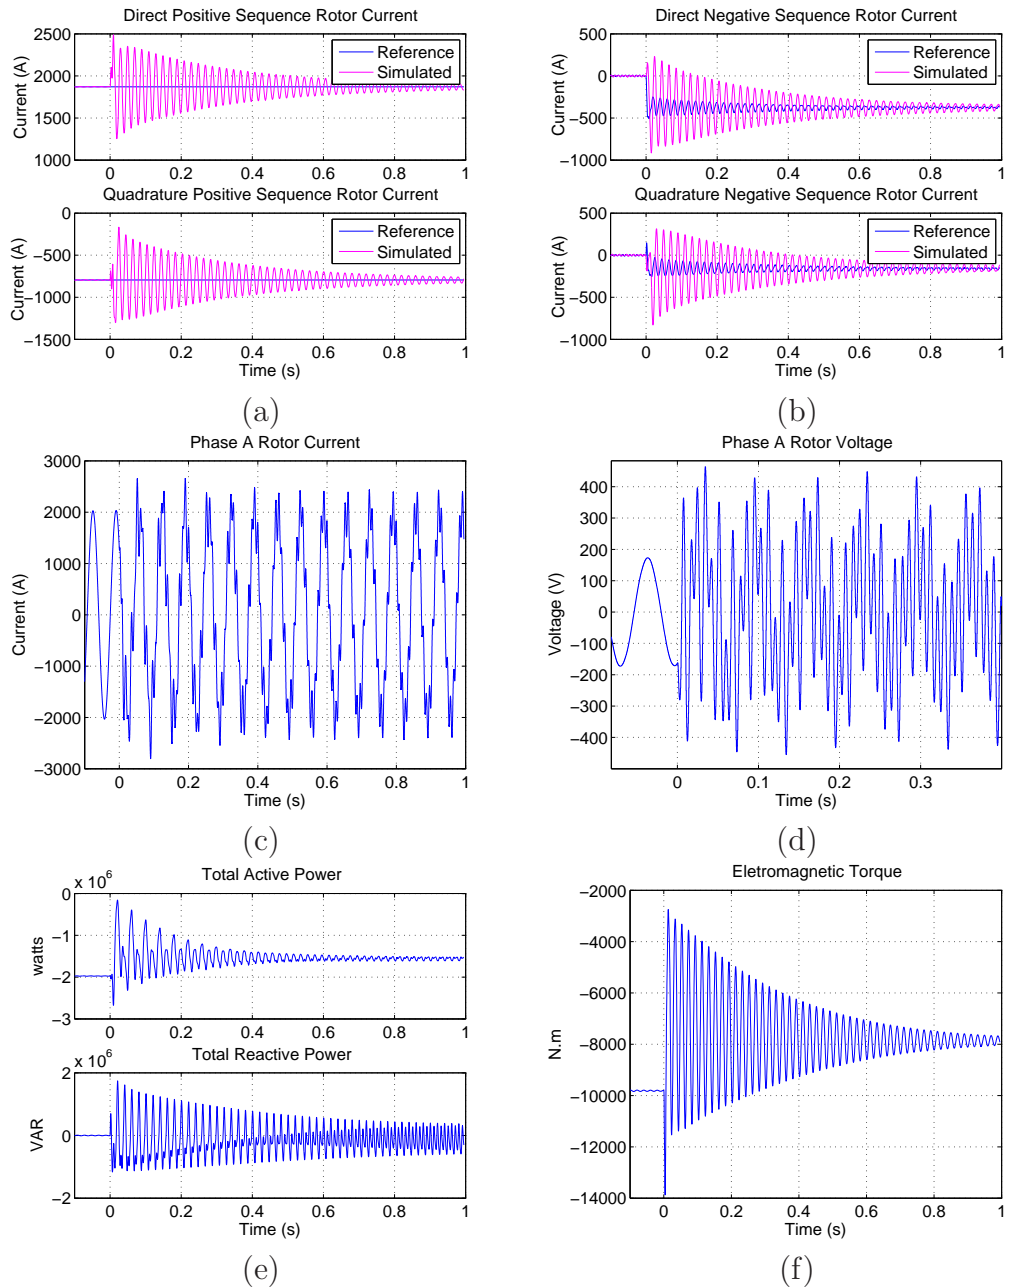 Direct Positive Sequence Rotor Current
Current (A)
2500
2000
1500
1000
Reference
Simulated
0 0.2 0.4 0.6 0.8 1
Quadrature Positive Sequence Rotor Current
Current (A)
0
−500
−1000
−1500
Reference
Simulated
0 0.2 0.4 0.6 0.8 1
Time (s)
(a)
Direct Negative Sequence Rotor Current
Current (A)
500
0
−500
−1000
Reference
Simulated
0 0.2 0.4 0.6 0.8 1
Quadrature Negative Sequence Rotor Current
Current (A)
500
0
−500
−1000
Reference
Simulated
0 0.2 0.4 0.6 0.8 1
Time (s)
(b)
Phase A Rotor Current
Current (A)
3000
2000
1000
0
−1000
−2000
−3000
0 0.2 0.4 0.6 0.8 1
Time (s)
(c)
Phase A Rotor Voltage
Voltage (V)
400
300
200
100
0
−100
−200
−300
−400
0 0.1 0.2 0.3
Time (s)
(d)
Total Active Power
x 10^6
watts
0
−1
−2
−3
0 0.2 0.4 0.6 0.8 1
Total Reactive Power
x 10^6
VAR
2
0
−2
0 0.2 0.4 0.6 0.8 1
Time (s)
(e)
Eletromagnetic Torque
N.m
−2000
−4000
−6000
−8000
−10000
−12000
−14000
0 0.2 0.4 0.6 0.8 1
Time (s)
(f)